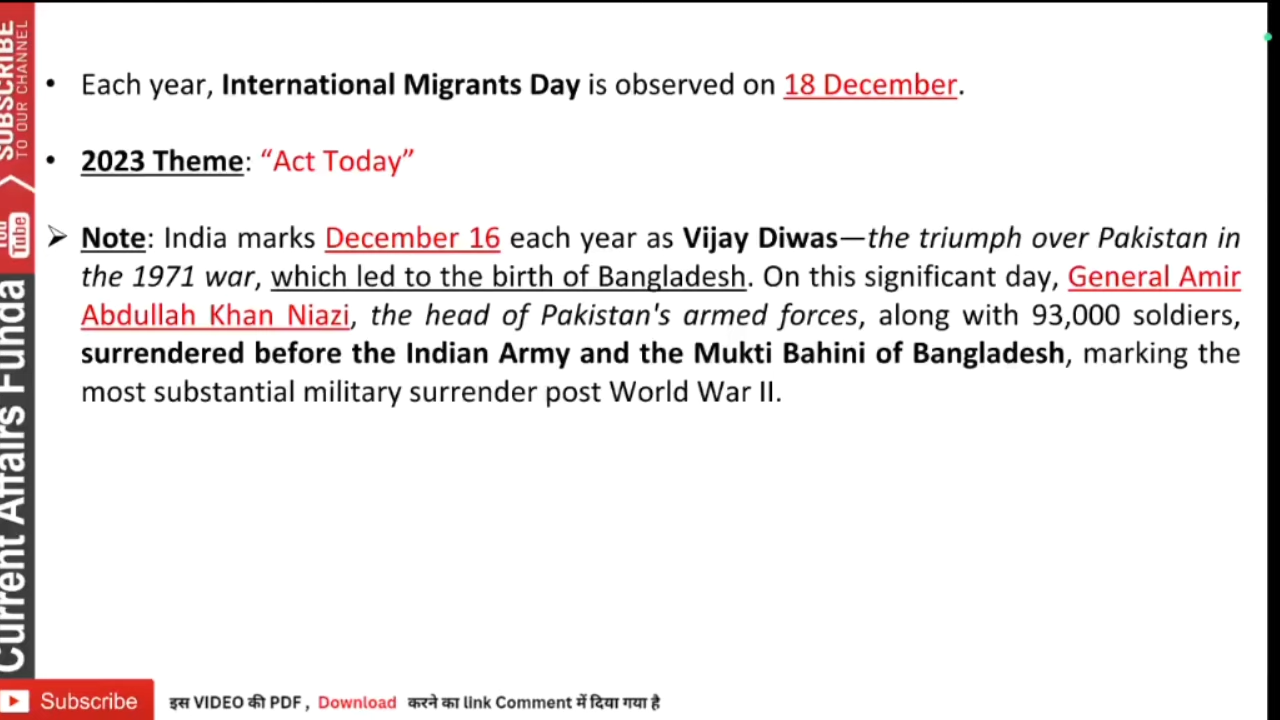 SUBSCRIBE
TO OUR CHANNEL
You
Tube
Current Affairs Funda
• Each year, International Migrants Day is observed on 18 December.
• 2023 Theme: “Act Today”
➢ Note: India marks December 16 each year as Vijay Diwas—the triumph over Pakistan in
the 1971 war, which led to the birth of Bangladesh. On this significant day, General Amir
Abdullah Khan Niazi, the head of Pakistan's armed forces, along with 93,000 soldiers,
surrendered before the Indian Army and the Mukti Bahini of Bangladesh, marking the
most substantial military surrender post World War II.
Subscribe
इस VIDEO की PDF , Download करने का link Comment में दिया गया है